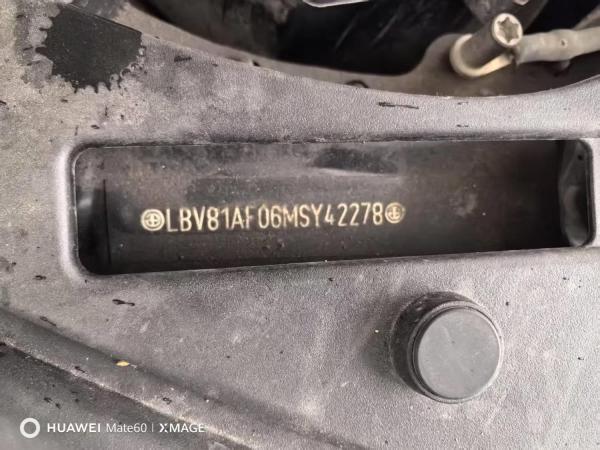 LBV81AF06MSY42278
HUAWEI Mate60 | XMAGE